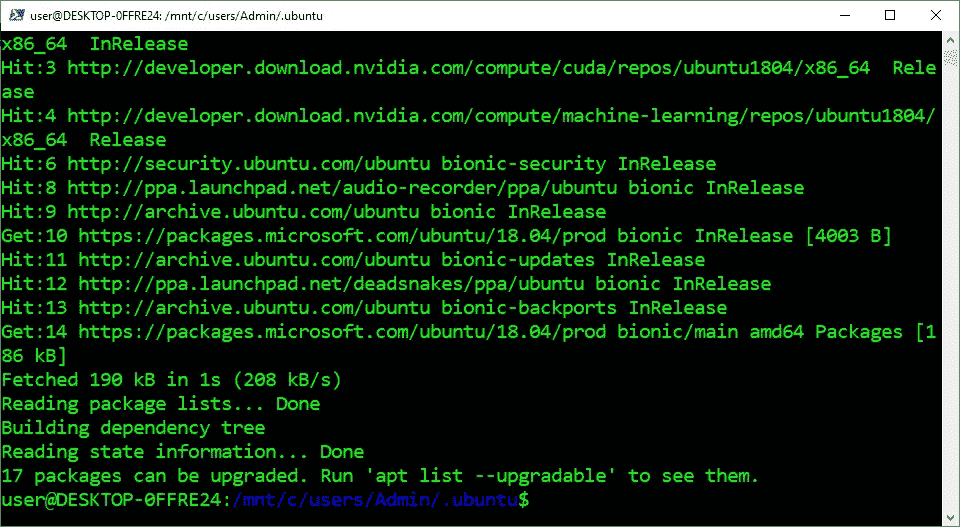 user@DESKTOP-0FFRE24: /mnt/c/users/Admin/.ubuntu
x86_64  InRelease
Hit:3 http://developer.download.nvidia.com/compute/cuda/repos/ubuntu1804/x86_64  Rele
ase
Hit:4 http://developer.download.nvidia.com/compute/machine-learning/repos/ubuntu1804/
x86_64  Release
Hit:6 http://security.ubuntu.com/ubuntu bionic-security InRelease
Hit:8 http://ppa.launchpad.net/audio-recorder/ppa/ubuntu bionic InRelease
Hit:9 http://archive.ubuntu.com/ubuntu bionic InRelease
Get:10 https://packages.microsoft.com/ubuntu/18.04/prod bionic InRelease [4003 B]
Hit:11 http://archive.ubuntu.com/ubuntu bionic-updates InRelease
Hit:12 http://ppa.launchpad.net/deadsnakes/ppa/ubuntu bionic InRelease
Hit:13 http://archive.ubuntu.com/ubuntu bionic-backports InRelease
Get:14 https://packages.microsoft.com/ubuntu/18.04/prod bionic/main amd64 Packages [1
86 kB]
Fetched 190 kB in 1s (208 kB/s)
Reading package lists... Done
Building dependency tree
Reading state information... Done
17 packages can be upgraded. Run 'apt list --upgradable' to see them.
user@DESKTOP-0FFRE24:/mnt/c/users/Admin/.ubuntu$